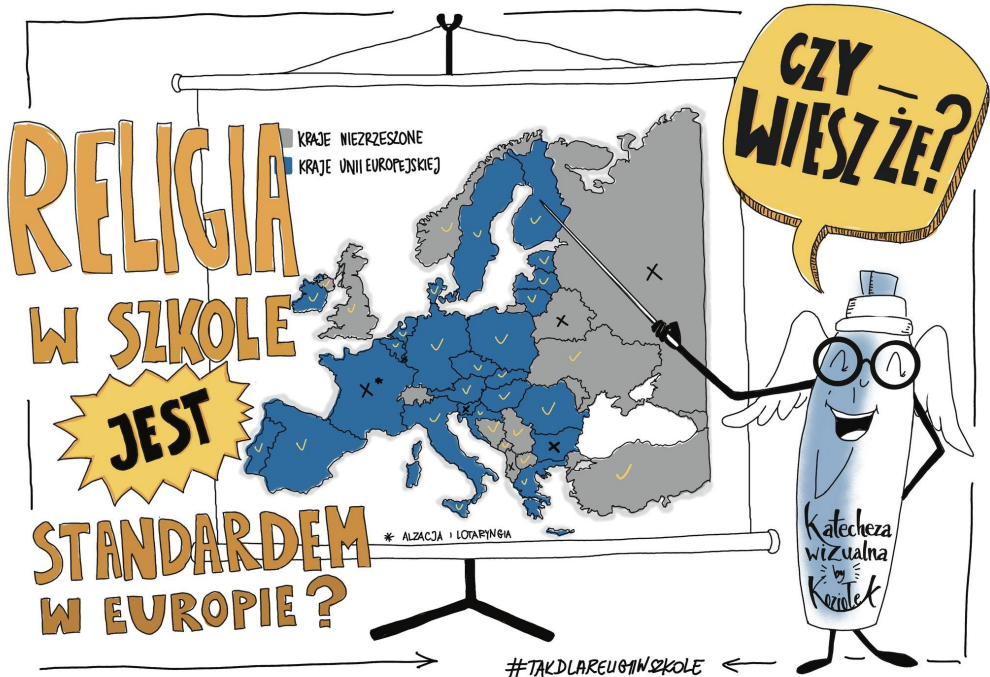 CZY _
WIESZ ŻE?
RELIGIA
W SZKOLE
JEST
STANDARDEM
W EUROPIE?
KRAJE NIEZRZESZONE
KRAJE UNII EUROPEJSKIEJ
* ALZACJA I LOTARYNGIA
Katecheza
wizualna
by
Koziołek
#TAKDLARELIGIIWSZKOLE